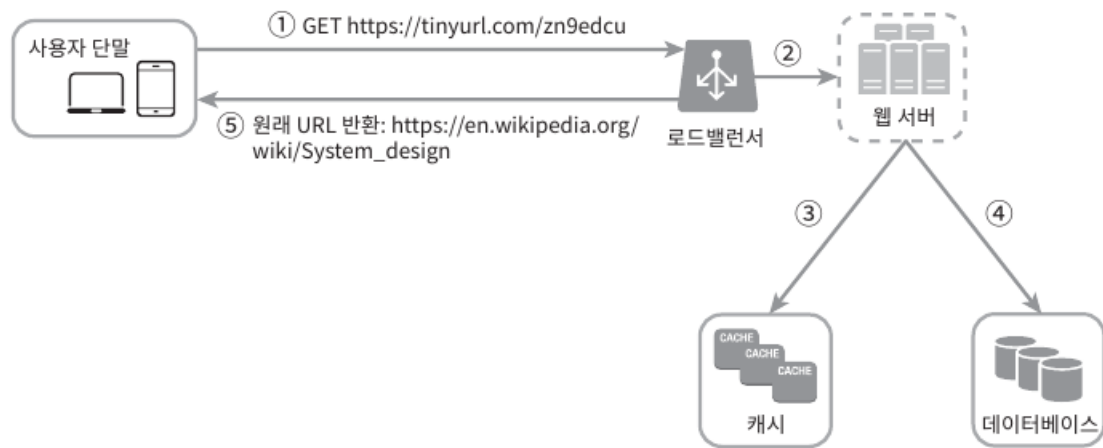 ① GET https://tinyurl.com/zn9edcu
사용자 단말
②
⑤ 원래 URL 반환: https://en.wikipedia.org/
wiki/System_design
로드밸런서
웹 서버
③
④
CACHE
CACHE
CACHE
캐시
데이터베이스